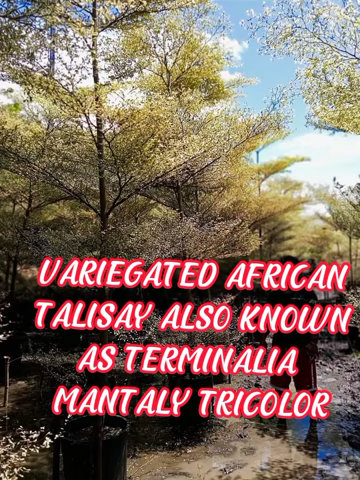 VARIEGATED AFRICAN
TALISAY ALSO KNOWN
AS TERMINALIA
MANTALY TRICOLOR